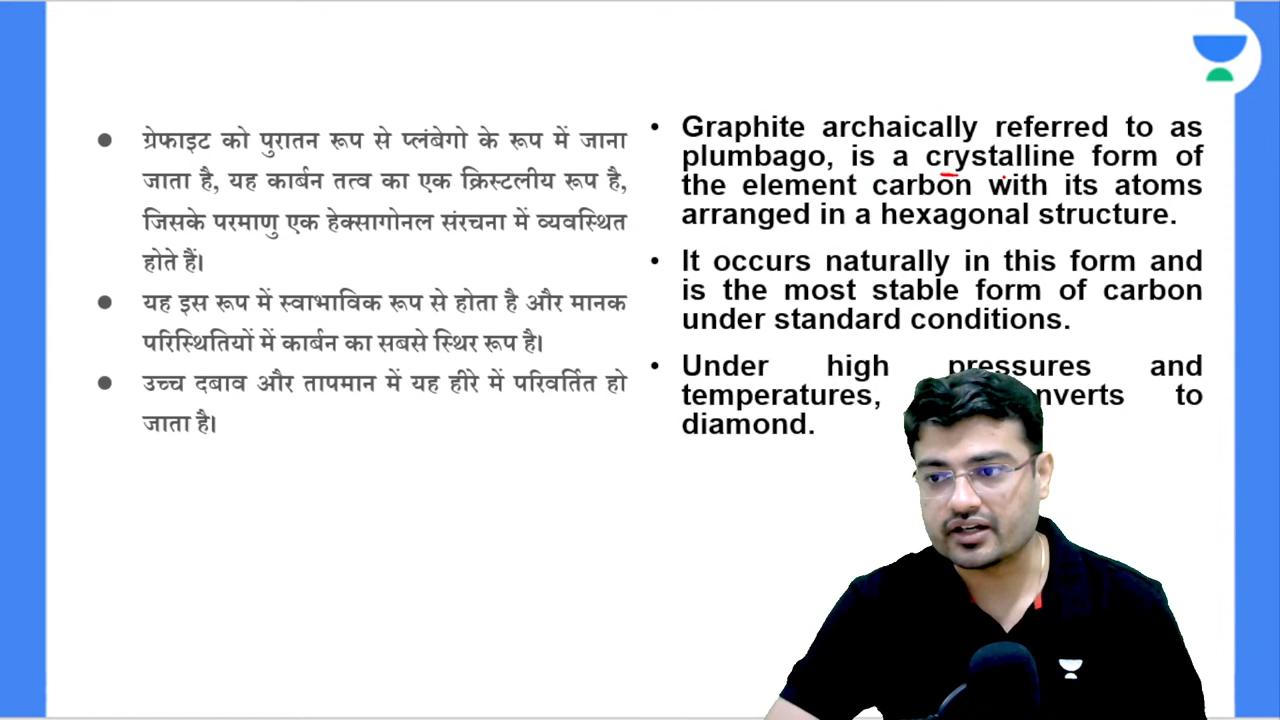 ग्रेफाइट को पुरातन रूप से प्लंबेगो के रूप में जाना
जाता है, यह कार्बन तत्व का एक क्रिस्टलीय रूप है,
जिसके परमाणु एक हेक्सागोनल संरचना में व्यवस्थित
होते हैं।
यह इस रूप में स्वाभाविक रूप से होता है और मानक
परिस्थितियों में कार्बन का सबसे स्थिर रूप है।
उच्च दबाव और तापमान में यह हीरे में परिवर्तित हो
जाता है।
Graphite archaically referred to as
plumbago, is a crystalline form of
the element carbon with its atoms
arranged in a hexagonal structure.
It occurs naturally in this form and
is the most stable form of carbon
under standard conditions.
Under high pressures and
temperatures, to
diamond.